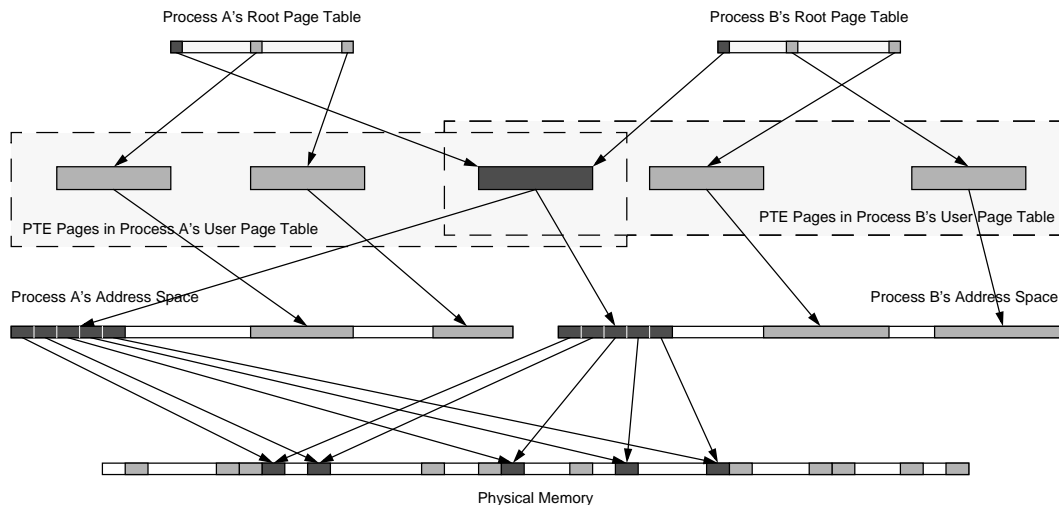 Process A's Root Page Table
Process B's Root Page Table
PTE Pages in Process A's User Page Table
PTE Pages in Process B's User Page Table
Process A's Address Space
Process B's Address Space
Physical Memory